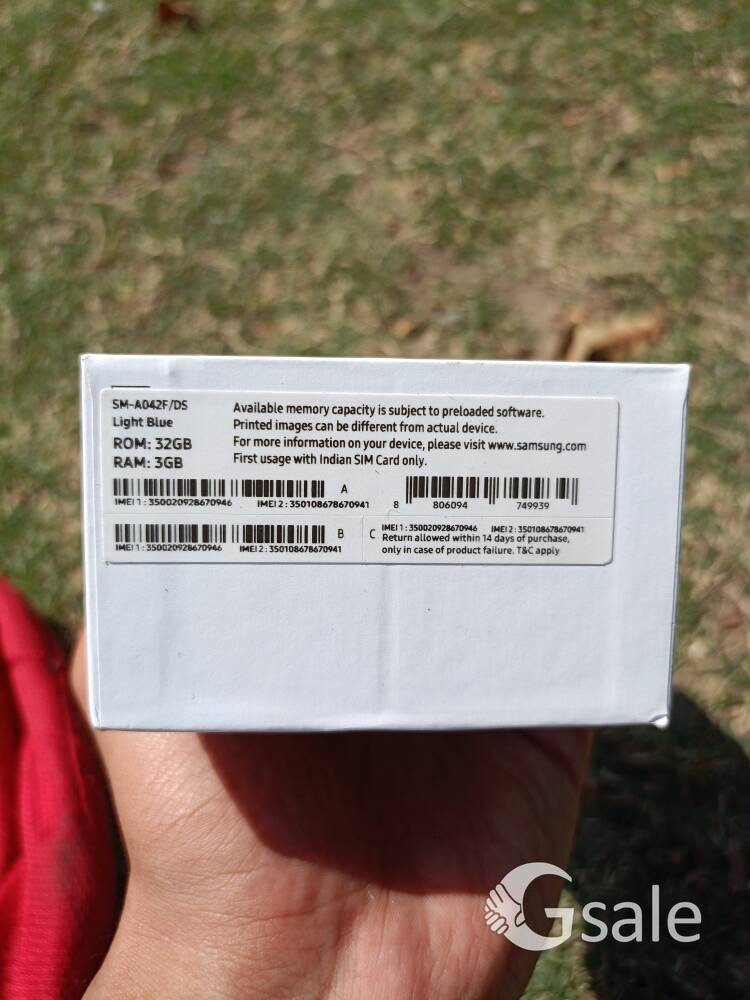 SM-A042F/DS
Light Blue
ROM: 32GB
RAM: 3GB
Available memory capacity is subject to preloaded software.
Printed images can be different from actual device.
For more information on your device, please visit www.samsung.com
First usage with Indian SIM Card only.
A
IMEI 1 : 350020928670946 IMEI 2 : 350108678670941
8 806094 749939
B
IMEI 1 : 350020928670946 IMEI 2 : 350108678670941
C IMEI 1 : 350020928670946 IMEI 2 : 350108678670941
Return allowed within 14 days of purchase,
only in case of product failure. T&C apply
Gsale